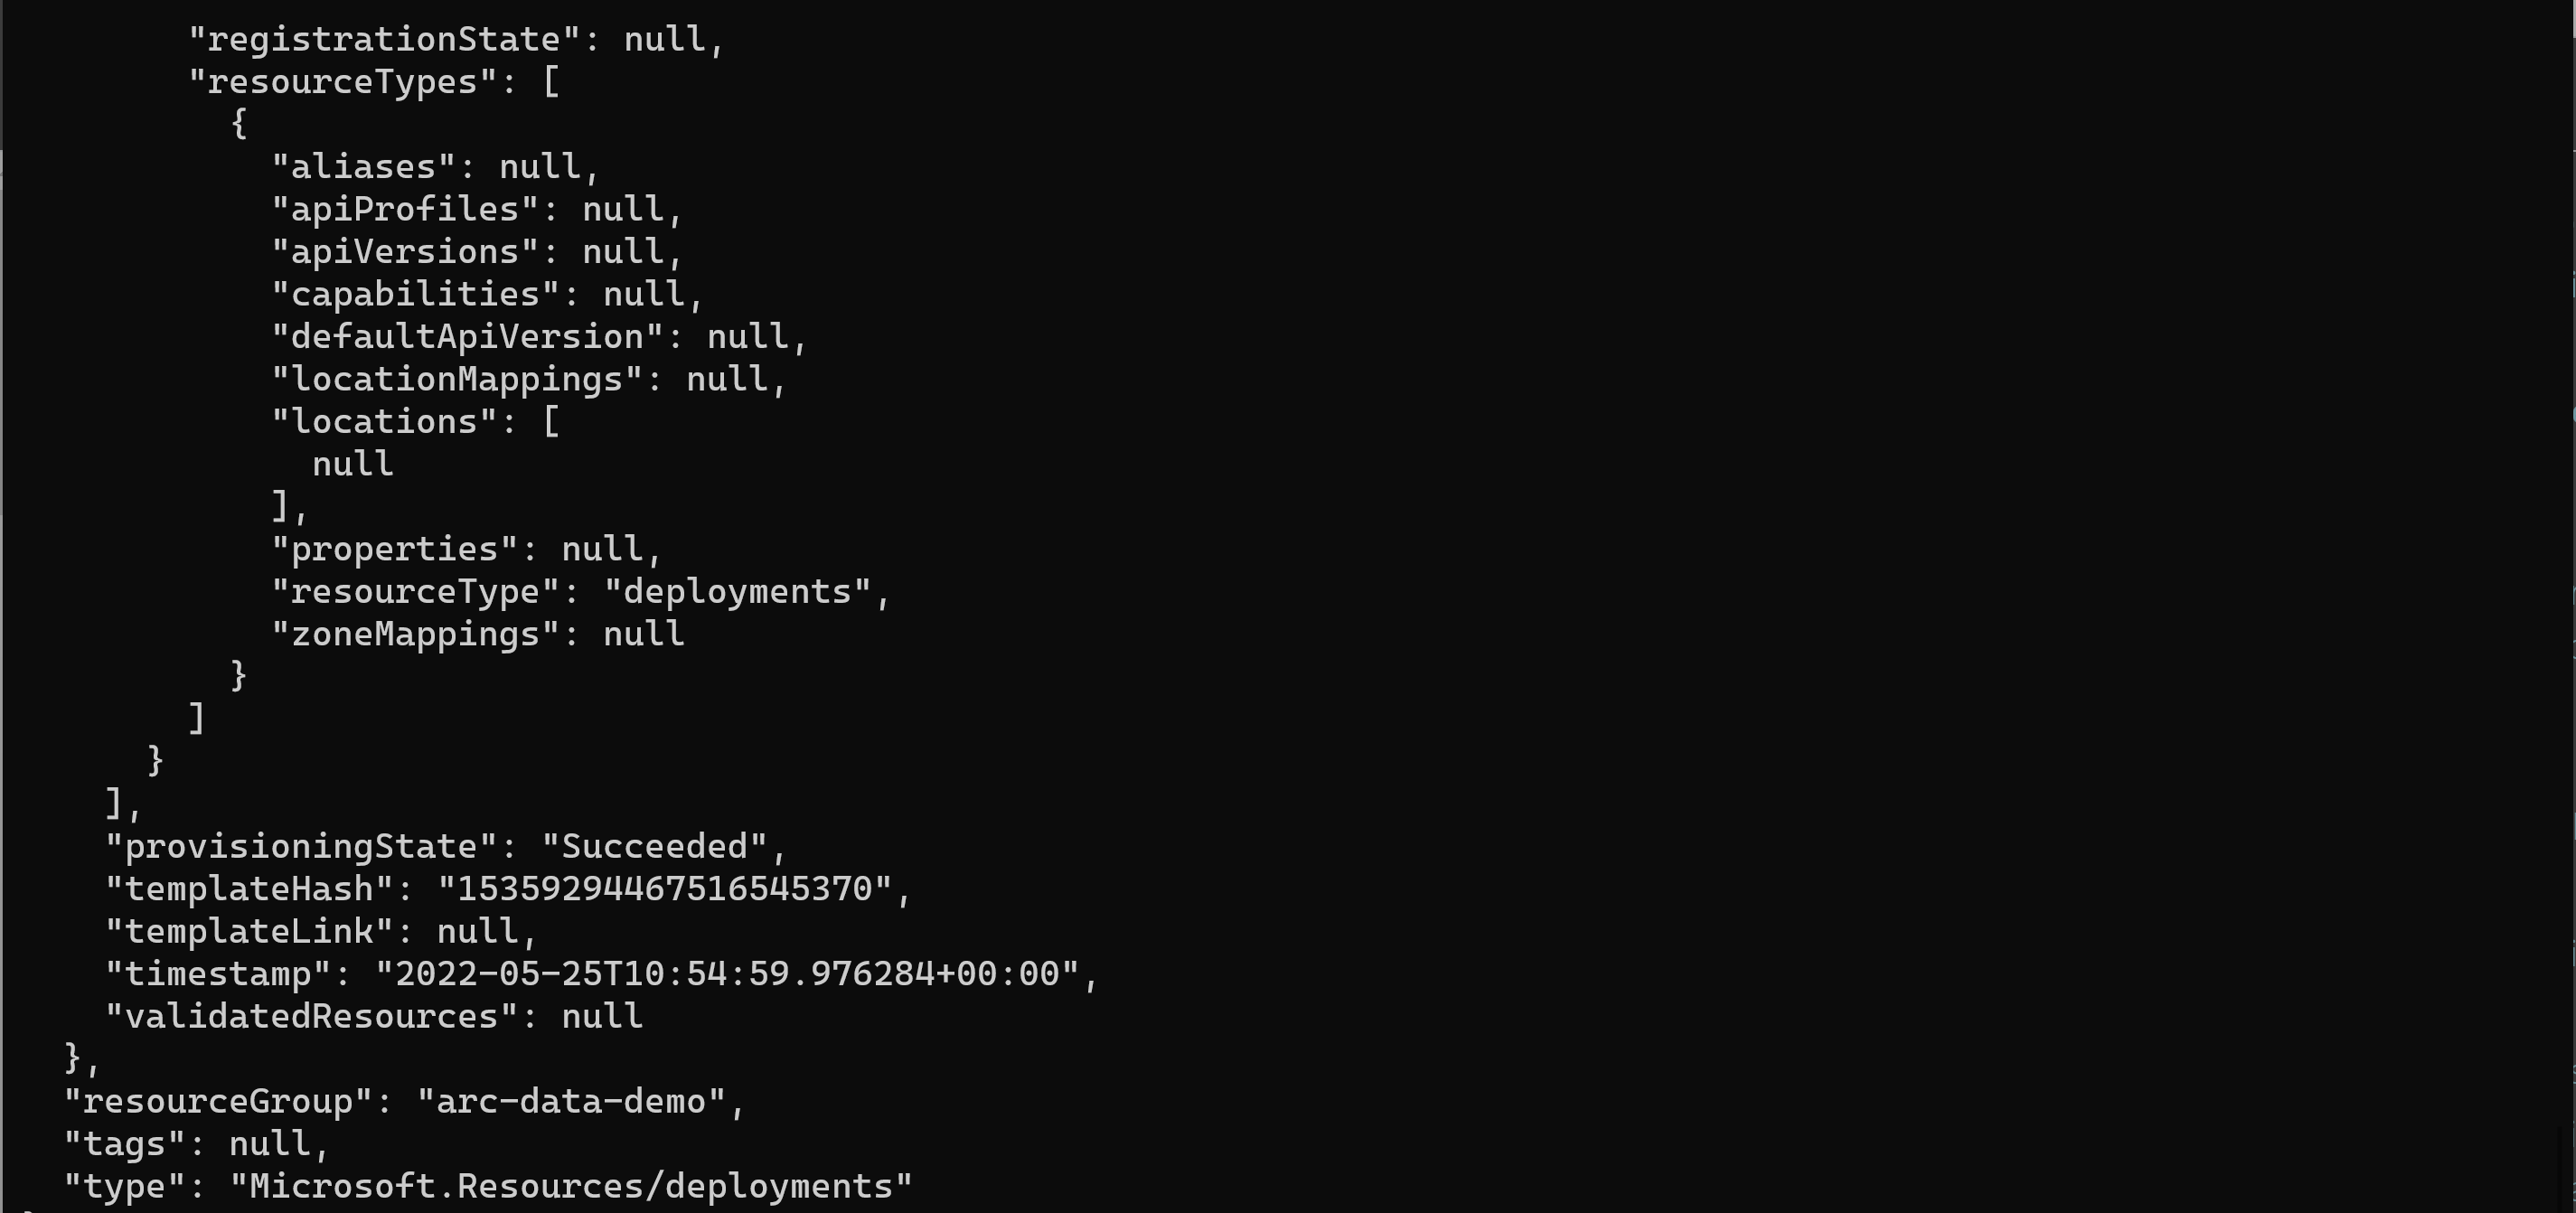 "registrationState": null,
"resourceTypes": [
{
"aliases": null,
"apiProfiles": null,
"apiVersions": null,
"capabilities": null,
"defaultApiVersion": null,
"locationMappings": null,
"locations": [
null
],
"properties": null,
"resourceType": "deployments",
"zoneMappings": null
}
]
}
],
"provisioningState": "Succeeded",
"templateHash": "15359294467516545370",
"templateLink": null,
"timestamp": "2022-05-25T10:54:59.976284+00:00",
"validatedResources": null
},
"resourceGroup": "arc-data-demo",
"tags": null,
"type": "Microsoft.Resources/deployments"